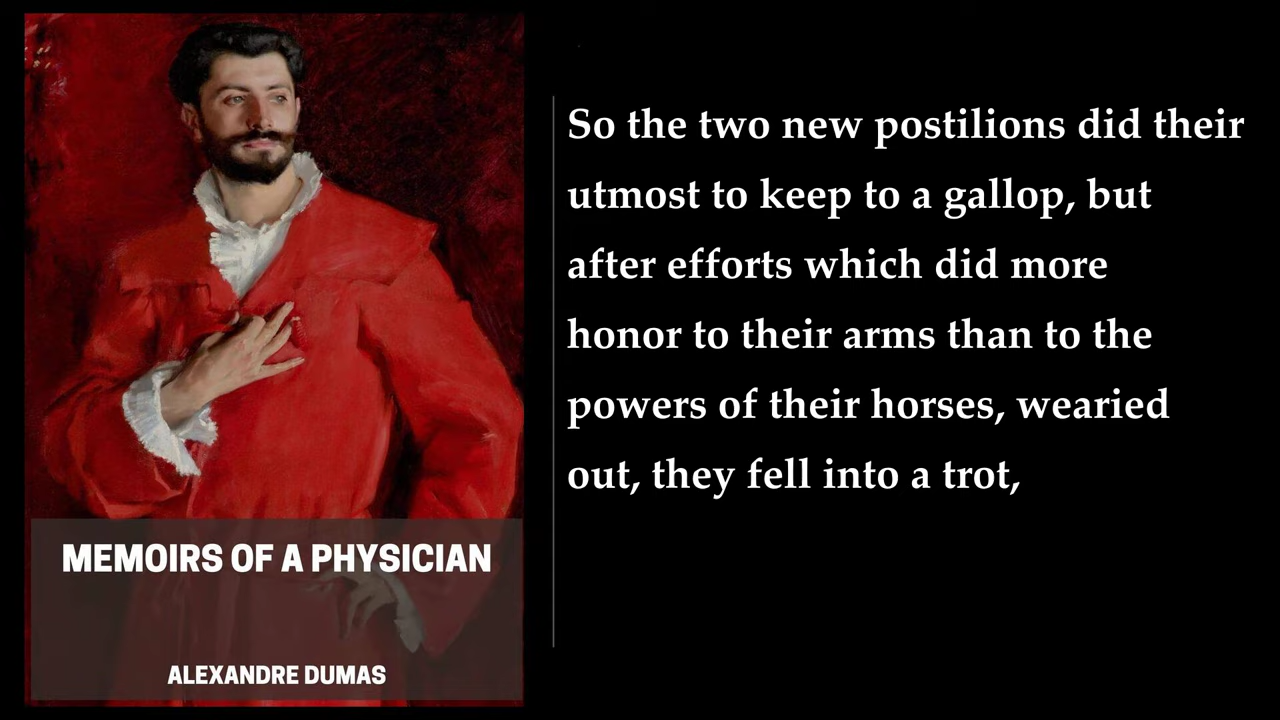 MEMOIRS OF A PHYSICIAN
ALEXANDRE DUMAS
So the two new postilions did their
utmost to keep to a gallop, but
after efforts which did more
honor to their arms than to the
powers of their horses, wearied
out, they fell into a trot,